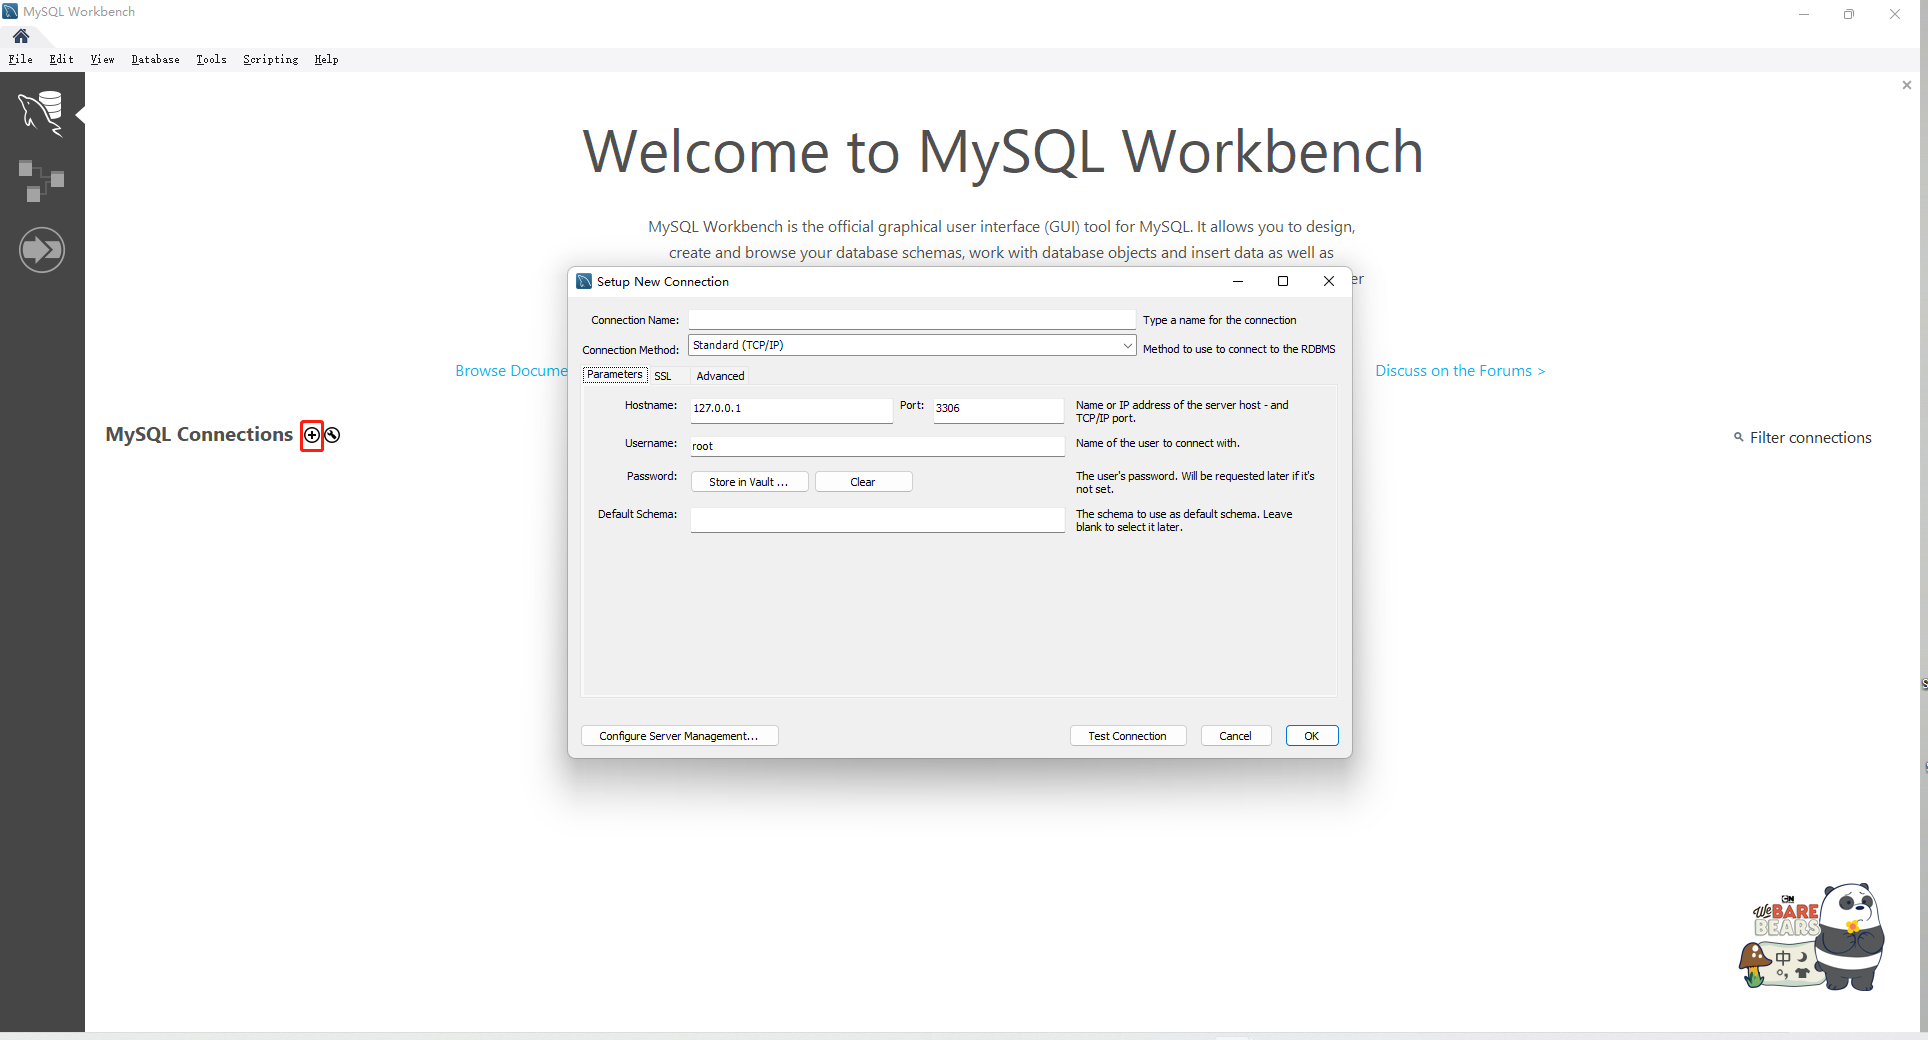 MySQL Workbench
File Edit View Database Tools Scripting Help
Welcome to MySQL Workbench
MySQL Workbench is the official graphical user interface (GUI) tool for MySQL. It allows you to design,
create and browse your database schemas, work with database objects and insert data as well as
er
Browse Docume
Discuss on the Forums >
MySQL Connections
Filter connections
Setup New Connection
Connection Name: Type a name for the connection
Connection Method: Standard (TCP/IP) Method to use to connect to the RDBMS
Parameters SSL Advanced
Hostname: 127.0.0.1 Port: 3306 Name or IP address of the server host - and
TCP/IP port.
Username: root Name of the user to connect with.
Password: Store in Vault ... Clear The user's password. Will be requested later if it's
not set.
Default Schema: The schema to use as default schema. Leave
blank to select it later.
Configure Server Management... Test Connection Cancel OK
CN
We BARE
BEARS
中